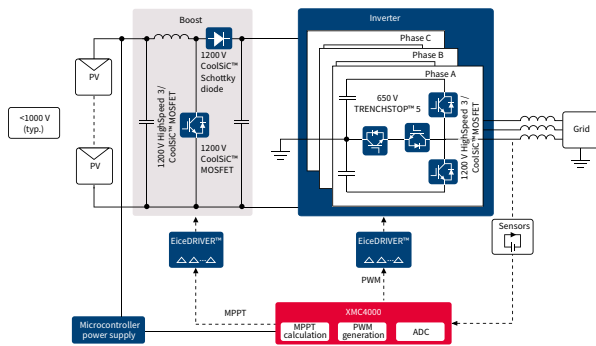 Boost
Inverter
Phase C
Phase B
Phase A
PV
<1000 V
(typ.)
PV
1200 V HighSpeed 3/
CoolSiC™ MOSFET
1200 V
CoolSiC™
Schottky
diode
1200 V
CoolSiC™
MOSFET
650 V
TRENCHSTOP™ 5
1200 V HighSpeed 3/
CoolSiC™ MOSFET
Grid
Sensors
EiceDRIVER™
EiceDRIVER™
PWM
MPPT
XMC4000
MPPT
calculation
PWM
generation
ADC
Microcontroller
power supply